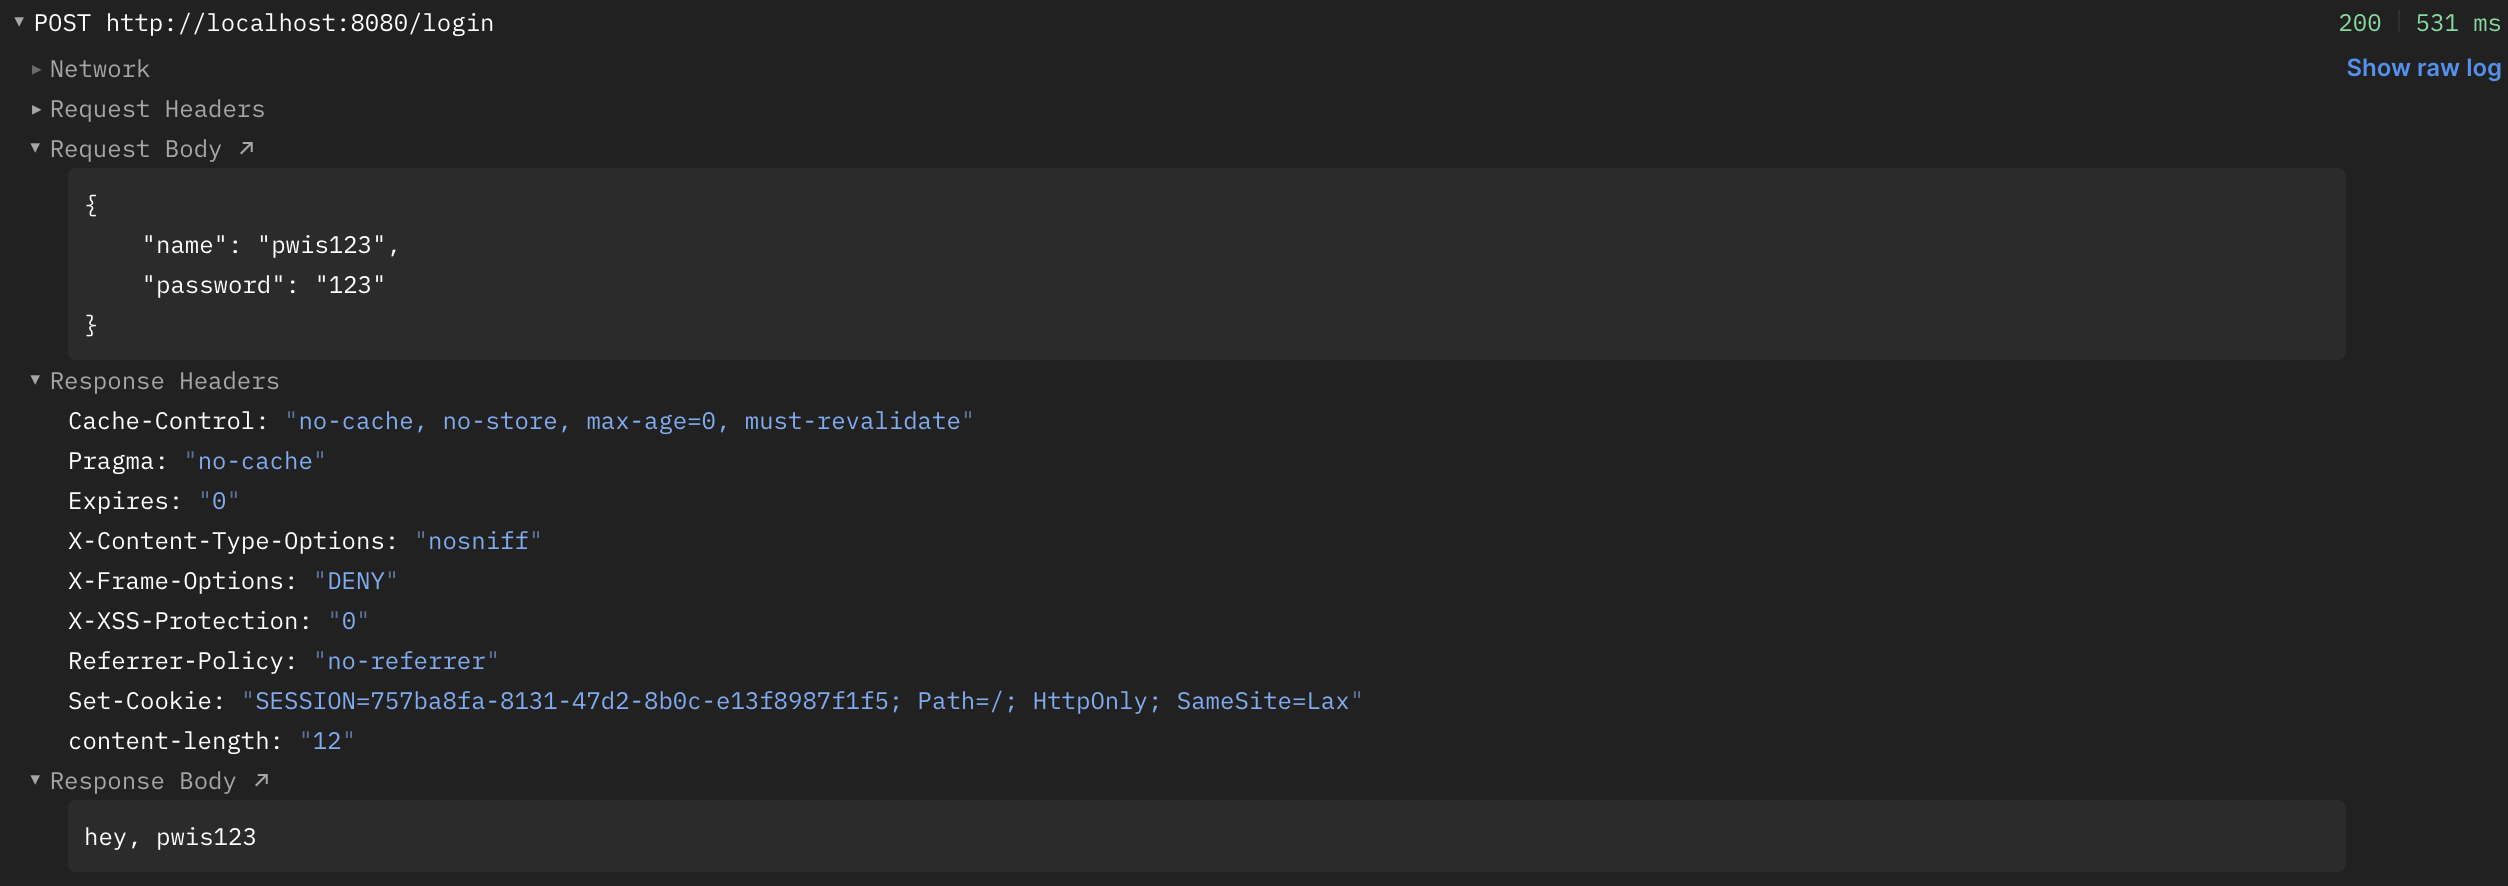 POST http://localhost:8080/login 200 531 ms
Network Show raw log
Request Headers
Request Body ↗
{
    "name": "pwis123",
    "password": "123"
}
Response Headers
Cache-Control: "no-cache, no-store, max-age=0, must-revalidate"
Pragma: "no-cache"
Expires: "0"
X-Content-Type-Options: "nosniff"
X-Frame-Options: "DENY"
X-XSS-Protection: "0"
Referrer-Policy: "no-referrer"
Set-Cookie: "SESSION=757ba8fa-8131-47d2-8b0c-e13f8987f1f5; Path=/; HttpOnly; SameSite=Lax"
content-length: "12"
Response Body ↗
hey, pwis123